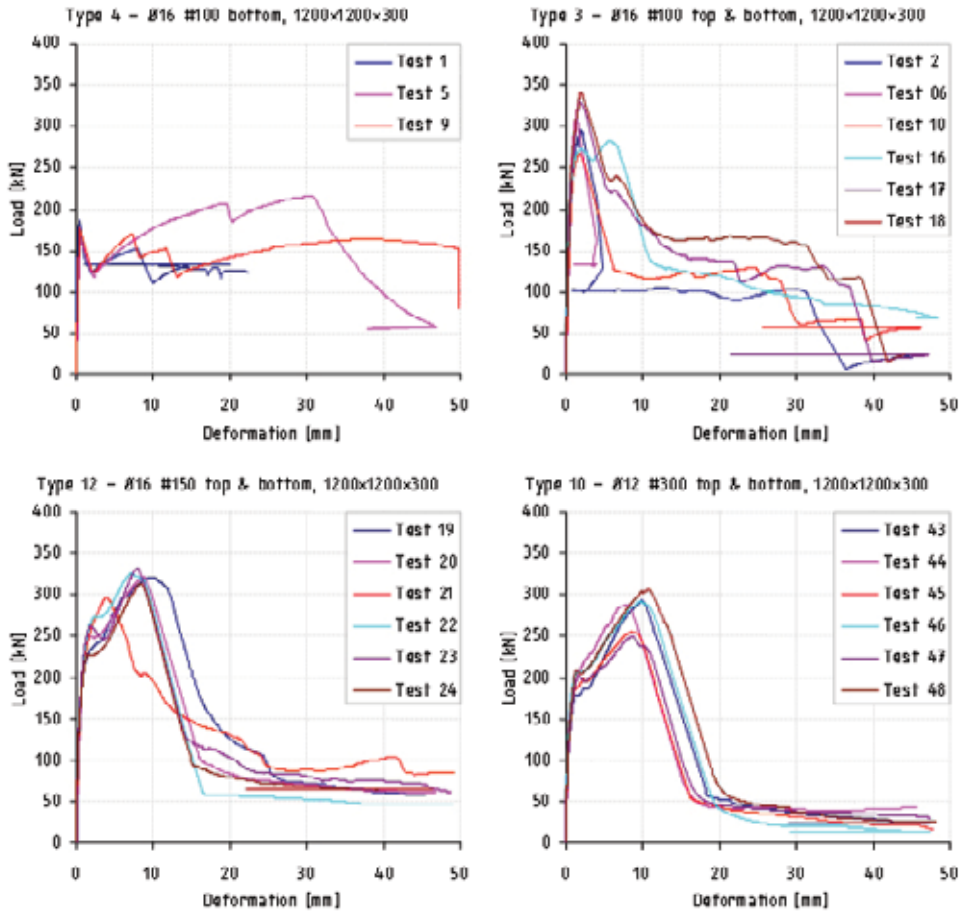 Type 4 - Ø16 #100 bottom, 1200×1200×300
400
350
300
250
200
150
100
50
0
Load [kN]
Test 1
Test 5
Test 9
0 10 20 30 40 50
Deformation [mm]
Type 3 - Ø16 #100 top & bottom, 1200×1200×300
400
350
300
250
200
150
100
50
0
Load [kN]
Test 2
Test 06
Test 10
Test 16
Test 17
Test 18
0 10 20 30 40 50
Deformation [mm]
Type 12 - Ø16 #150 top & bottom, 1200×1200×300
400
350
300
250
200
150
100
50
0
Load [kN]
Test 19
Test 20
Test 21
Test 22
Test 23
Test 24
0 10 20 30 40 50
Deformation [mm]
Type 10 - Ø12 #300 top & bottom, 1200×1200×300
400
350
300
250
200
150
100
50
0
Load [kN]
Test 43
Test 44
Test 45
Test 46
Test 47
Test 48
0 10 20 30 40 50
Deformation [mm]